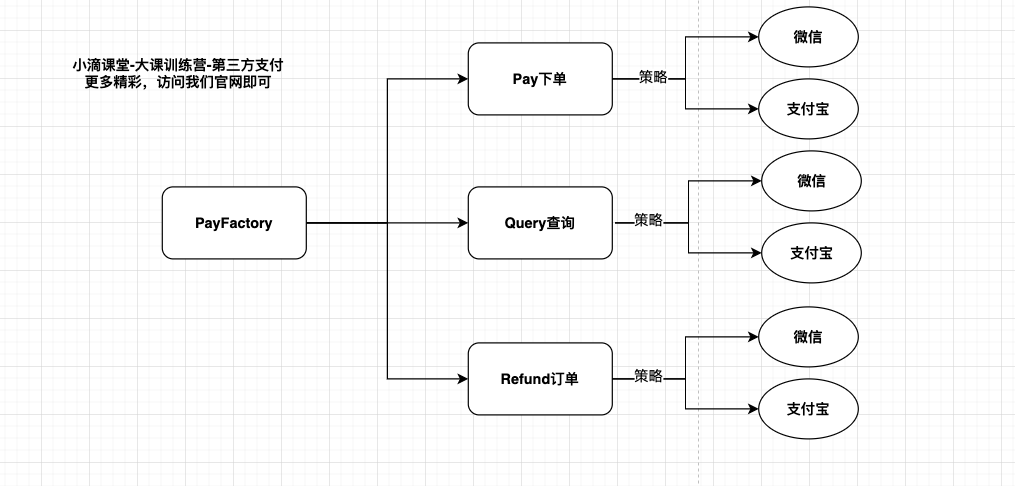 小滴课堂-大课训练营-第三方支付
更多精彩，访问我们官网即可
PayFactory
Pay下单
策略
微信
支付宝
Query查询
策略
微信
支付宝
Refund订单
策略
微信
支付宝